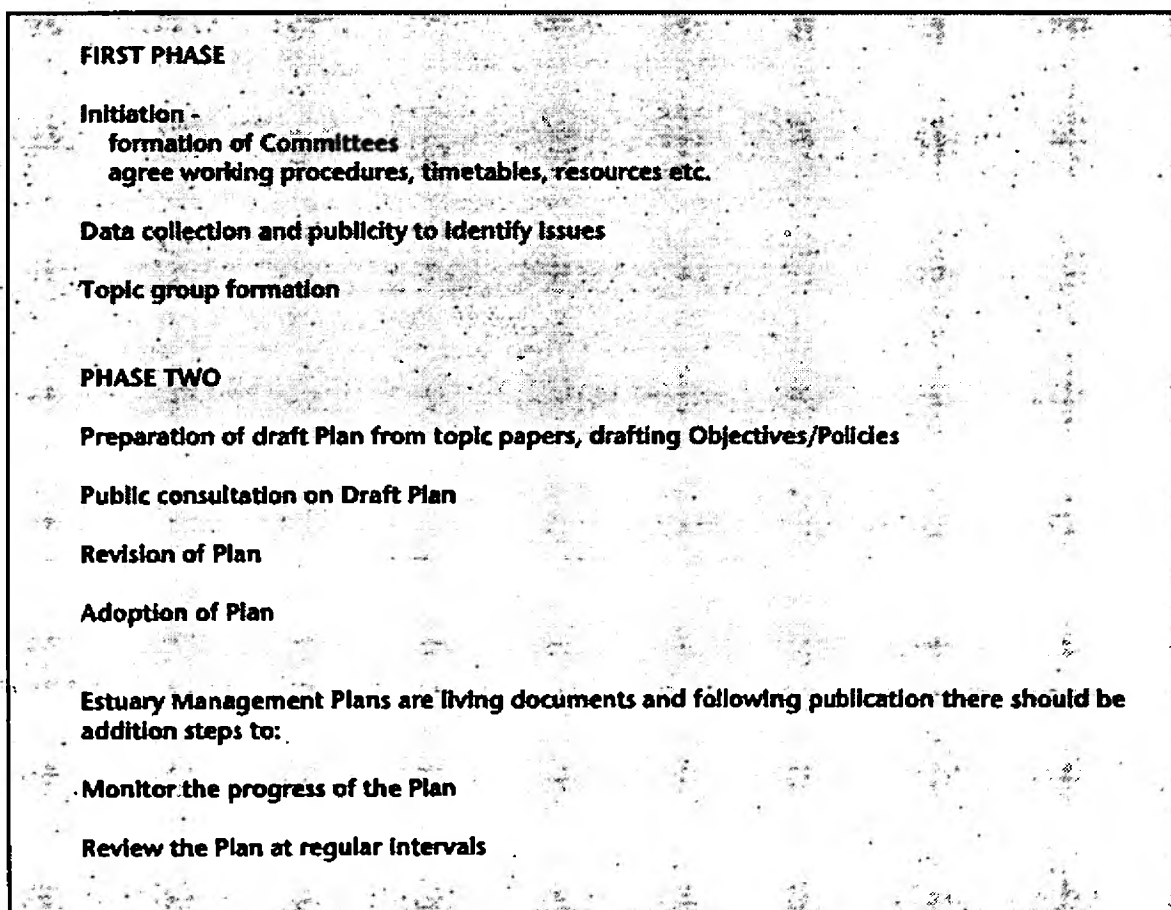 FIRST PHASE
Initiation -
formation of Committees
agree working procedures, timetables, resources etc.
Data collection and publicity to identify issues
Topic group formation
PHASE TWO
Preparation of draft Plan from topic papers, drafting Objectives/Policies
Public consultation on Draft Plan
Revision of Plan
Adoption of Plan
Estuary Management Plans are living documents and following publication there should be
addition steps to:
Monitor the progress of the Plan
Review the Plan at regular intervals